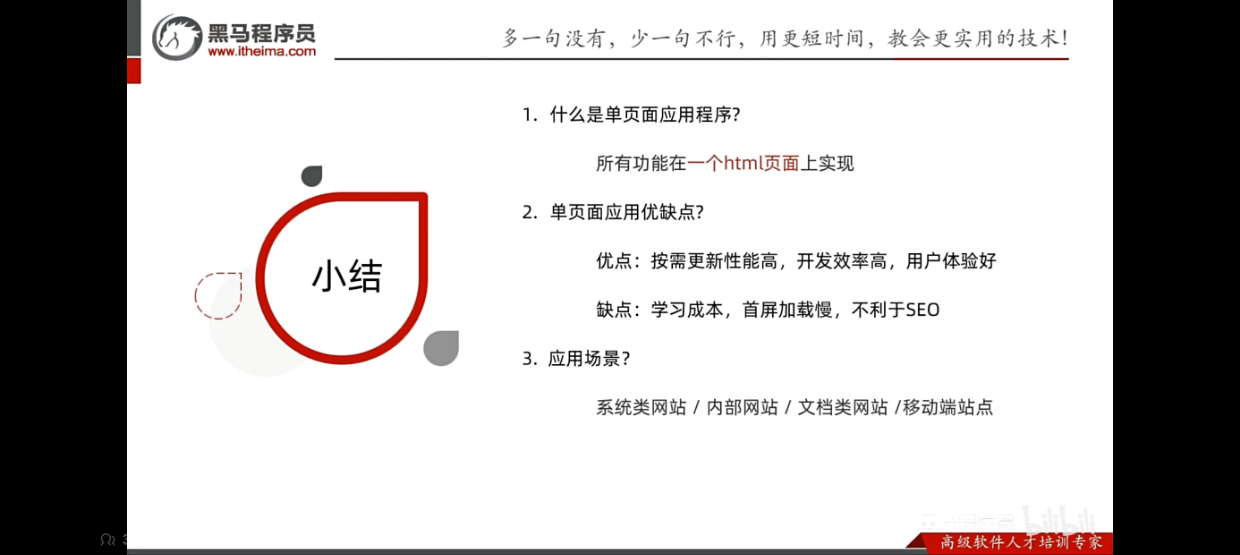 黑马程序员
www.itheima.com
多一句没有，少一句不行，用更短时间，教会更实用的技术！
1. 什么是单页面应用程序?
所有功能在一个html页面上实现
2. 单页面应用优缺点?
优点：按需更新性能高，开发效率高，用户体验好
缺点：学习成本，首屏加载慢，不利于SEO
3. 应用场景?
系统类网站 / 内部网站 / 文档类网站 /移动端站点
小结
bilibili
高级软件人才培训专家